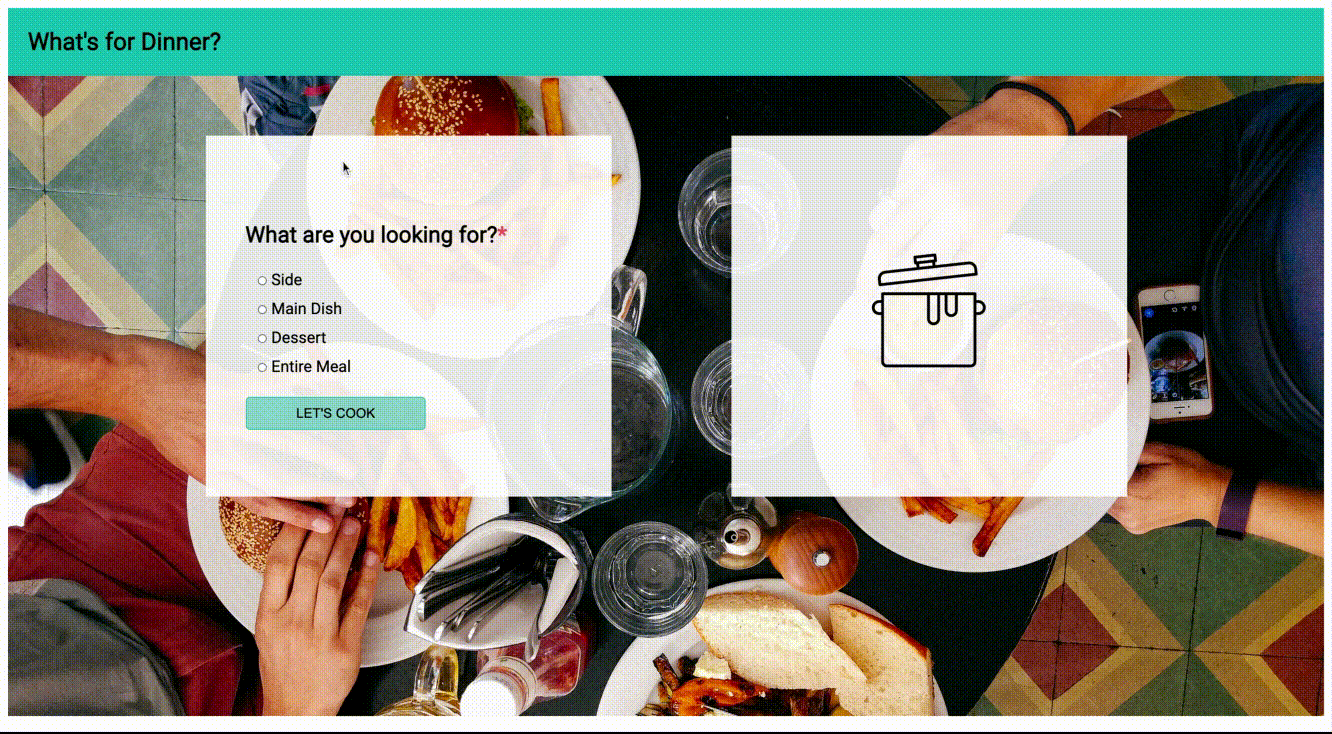 What's for Dinner?
What are you looking for?*
Side
Main Dish
Dessert
Entire Meal
LET'S COOK